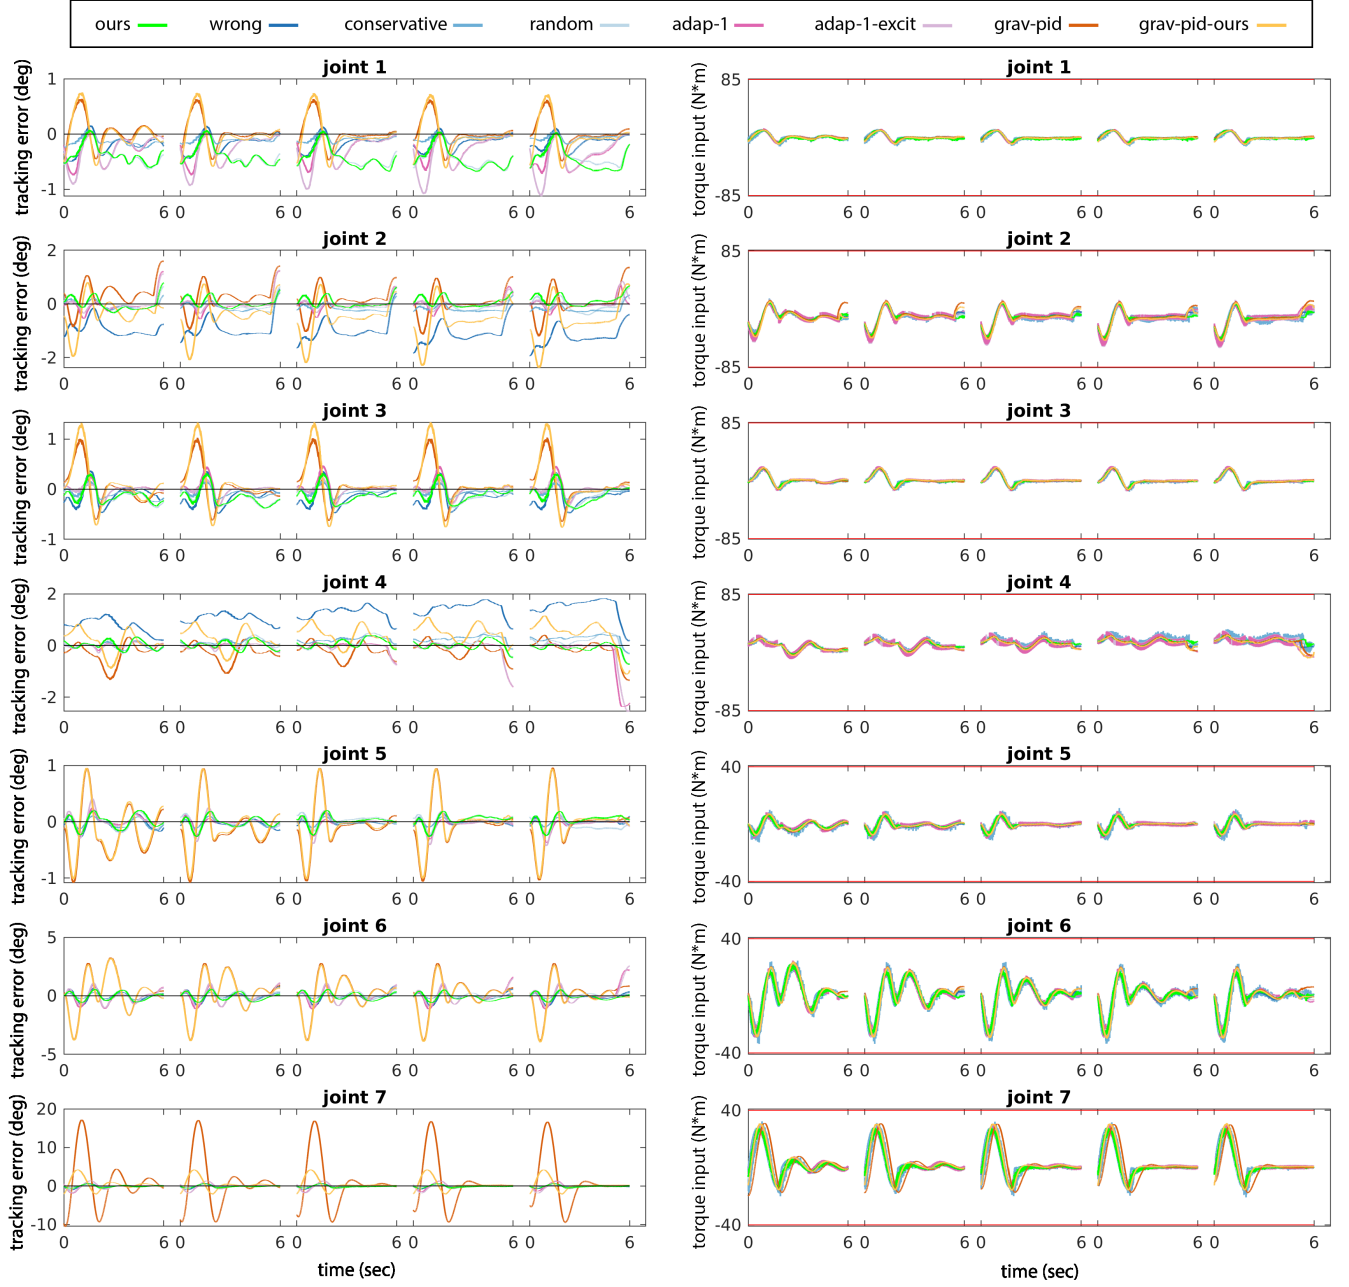 ours wrong conservative random adap-1 adap-1-excit grav-pid grav-pid-ours
joint 1
tracking error (deg)
1
0
-1
0 6 0 6 0 6 0 6 0 6
joint 1
torque input (N*m)
85
-85
0 6 0 6 0 6 0 6 0 6
joint 2
tracking error (deg)
2
0
-2
0 6 0 6 0 6 0 6 0 6
joint 2
torque input (N*m)
85
-85
0 6 0 6 0 6 0 6 0 6
joint 3
tracking error (deg)
1
0
-1
0 6 0 6 0 6 0 6 0 6
joint 3
torque input (N*m)
85
-85
0 6 0 6 0 6 0 6 0 6
joint 4
tracking error (deg)
2
0
-2
0 6 0 6 0 6 0 6 0 6
joint 4
torque input (N*m)
85
-85
0 6 0 6 0 6 0 6 0 6
joint 5
tracking error (deg)
1
0
-1
0 6 0 6 0 6 0 6 0 6
joint 5
torque input (N*m)
40
-40
0 6 0 6 0 6 0 6 0 6
joint 6
tracking error (deg)
5
0
-5
0 6 0 6 0 6 0 6 0 6
joint 6
torque input (N*m)
40
-40
0 6 0 6 0 6 0 6 0 6
joint 7
tracking error (deg)
20
10
0
-10
0 6 0 6 0 6 0 6 0 6
time (sec)
joint 7
torque input (N*m)
40
-40
0 6 0 6 0 6 0 6 0 6
time (sec)